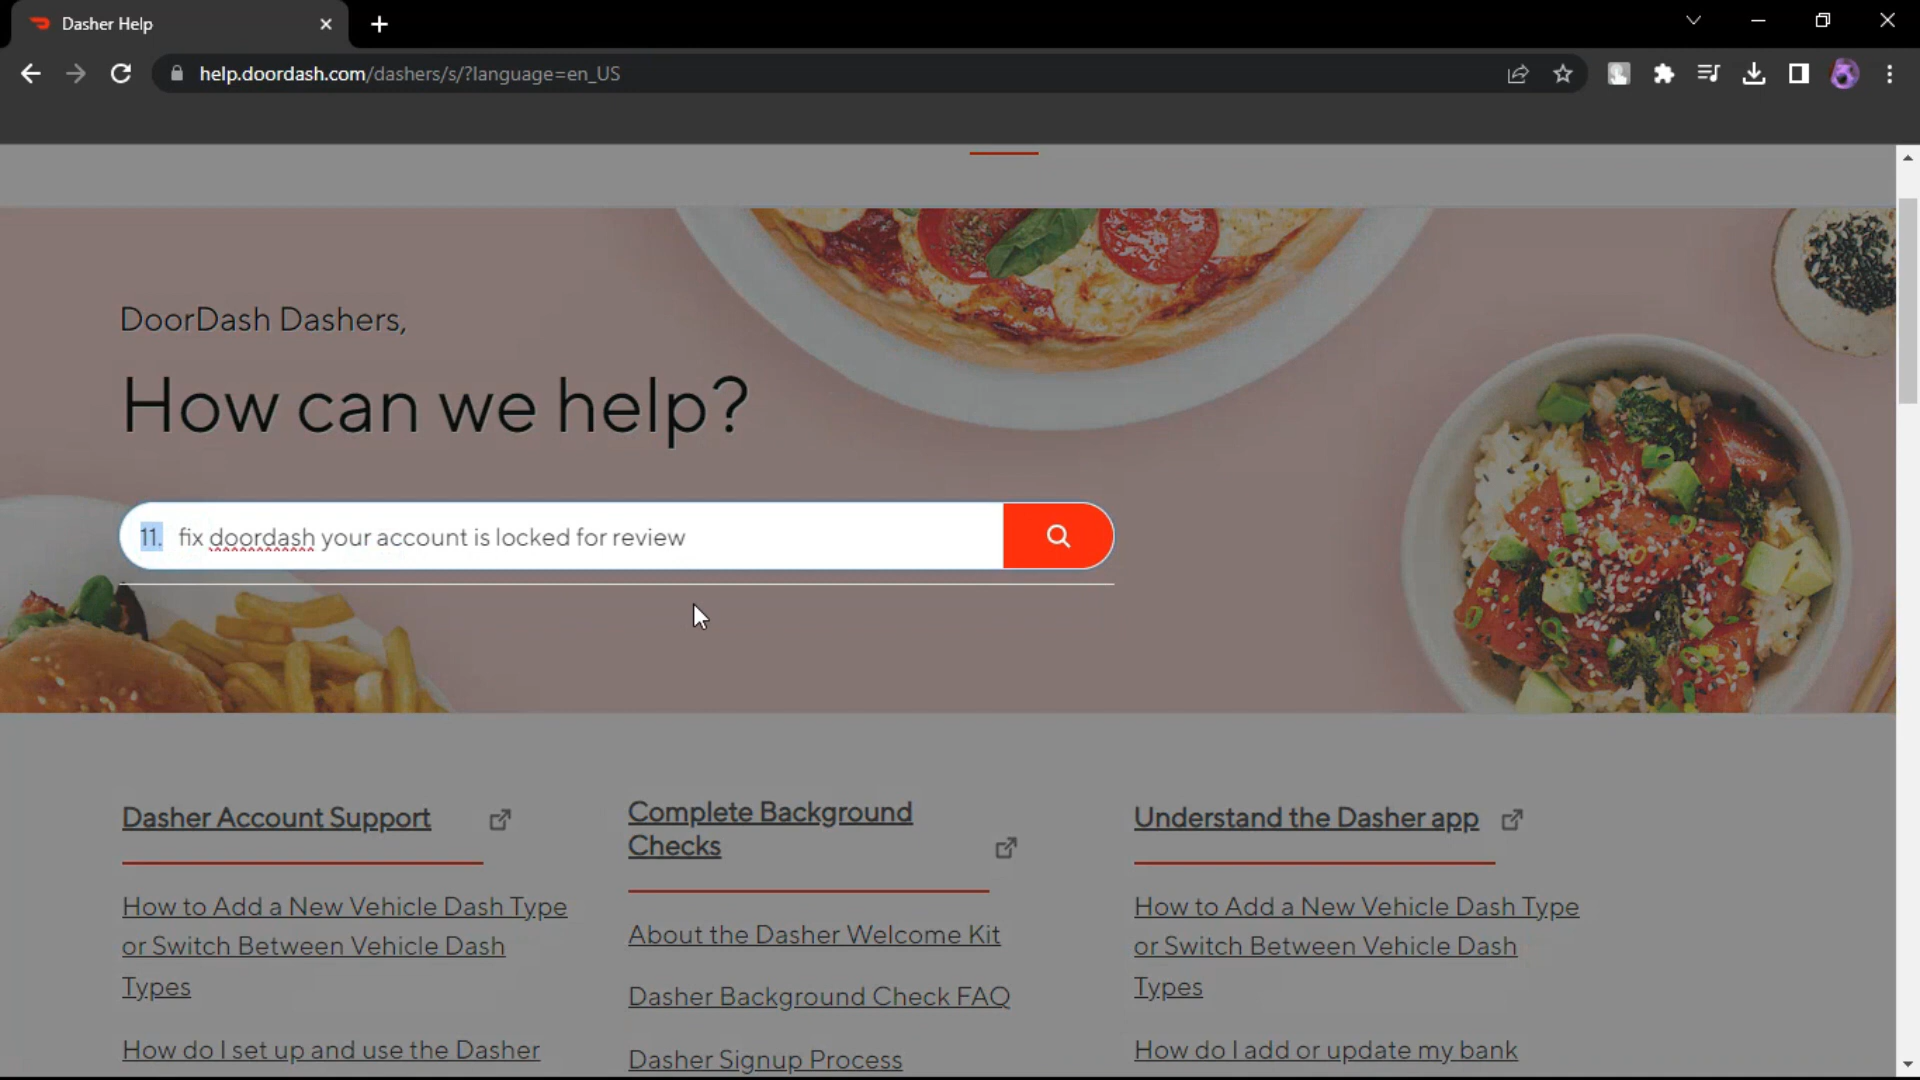 Dasher Help
help.doordash.com/dashers/s/?language=en_US
DoorDash Dashers,
How can we help?
11. fix doordash your account is locked for review
Dasher Account Support
How to Add a New Vehicle Dash Type
or Switch Between Vehicle Dash
Types
How do I set up and use the Dasher
Complete Background
Checks
About the Dasher Welcome Kit
Dasher Background Check FAQ
Dasher Signup Process
Understand the Dasher app
How to Add a New Vehicle Dash Type
or Switch Between Vehicle Dash
Types
How do I add or update my bank